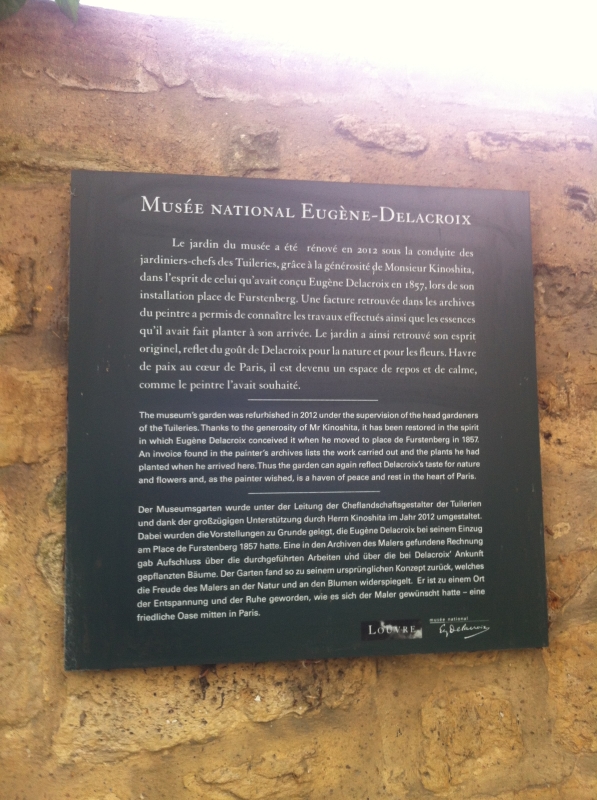 MUSÉE NATIONAL EUGÈNE-DELACROIX
Le jardin du musée a été rénové en 2012 sous la conduite des
jardiniers-chefs des Tuileries, grâce à la générosité de Monsieur Kinoshita,
dans l'esprit de celui qu'avait conçu Eugène Delacroix en 1857, lors de son
installation place de Furstenberg. Une facture retrouvée dans les archives
du peintre a permis de connaître les travaux effectués ainsi que les essences
qu'il avait fait planter à son arrivée. Le jardin a ainsi retrouvé son esprit
originel, reflet du goût de Delacroix pour la nature et pour les fleurs. Havre
de paix au cœur de Paris, il est devenu un espace de repos et de calme,
comme le peintre l'avait souhaité.
The museum's garden was refurhished in 2012 under the supervision of the head gardeners
of the Tuileries. Thanks to the generosity of Mr Kinoshita, it has been restored in the spirit
in which Eugène Delacroix conceived it when he moved to place de Furstenberg in 1857.
An invoice found in the painter's archives lists the work carried out and the plants he had
planted when he arrived here. Thus the garden can again reflect Delacroix's taste for nature
and flowers and, as the painter wished, is a haven of peace and rest in the heart of Paris.
Der Museumsgarten wurde unter der Leitung der Cheflandschaftsgestalter der Tuilerien
und dank der großzügigen Unterstützung durch Herrn Kinoshita im Jahr 2012 umgestaltet.
Dabei wurden die Vorstellungen zu Grunde gelegt, die Eugène Delacroix bei seinem Einzug
am Place de Furstenberg 1857 hatte. Eine in den Archiven des Malers gefundene Rechnung
gab Aufschluss über die durchgeführten Arbeiten und über die bei Delacroix' Ankunft
gepflanzten Bäume. Der Garten fand so zu seinem ursprünglichen Konzept zurück, welches
die Freude des Malers an der Natur und an den Blumen widerspiegelt. Er ist zu einem Ort
der Entspannung und der Ruhe geworden, wie es sich der Maler gewünscht hatte – eine
friedliche Oase mitten in Paris.
LOUVRE
musée national
Eug Delacroix